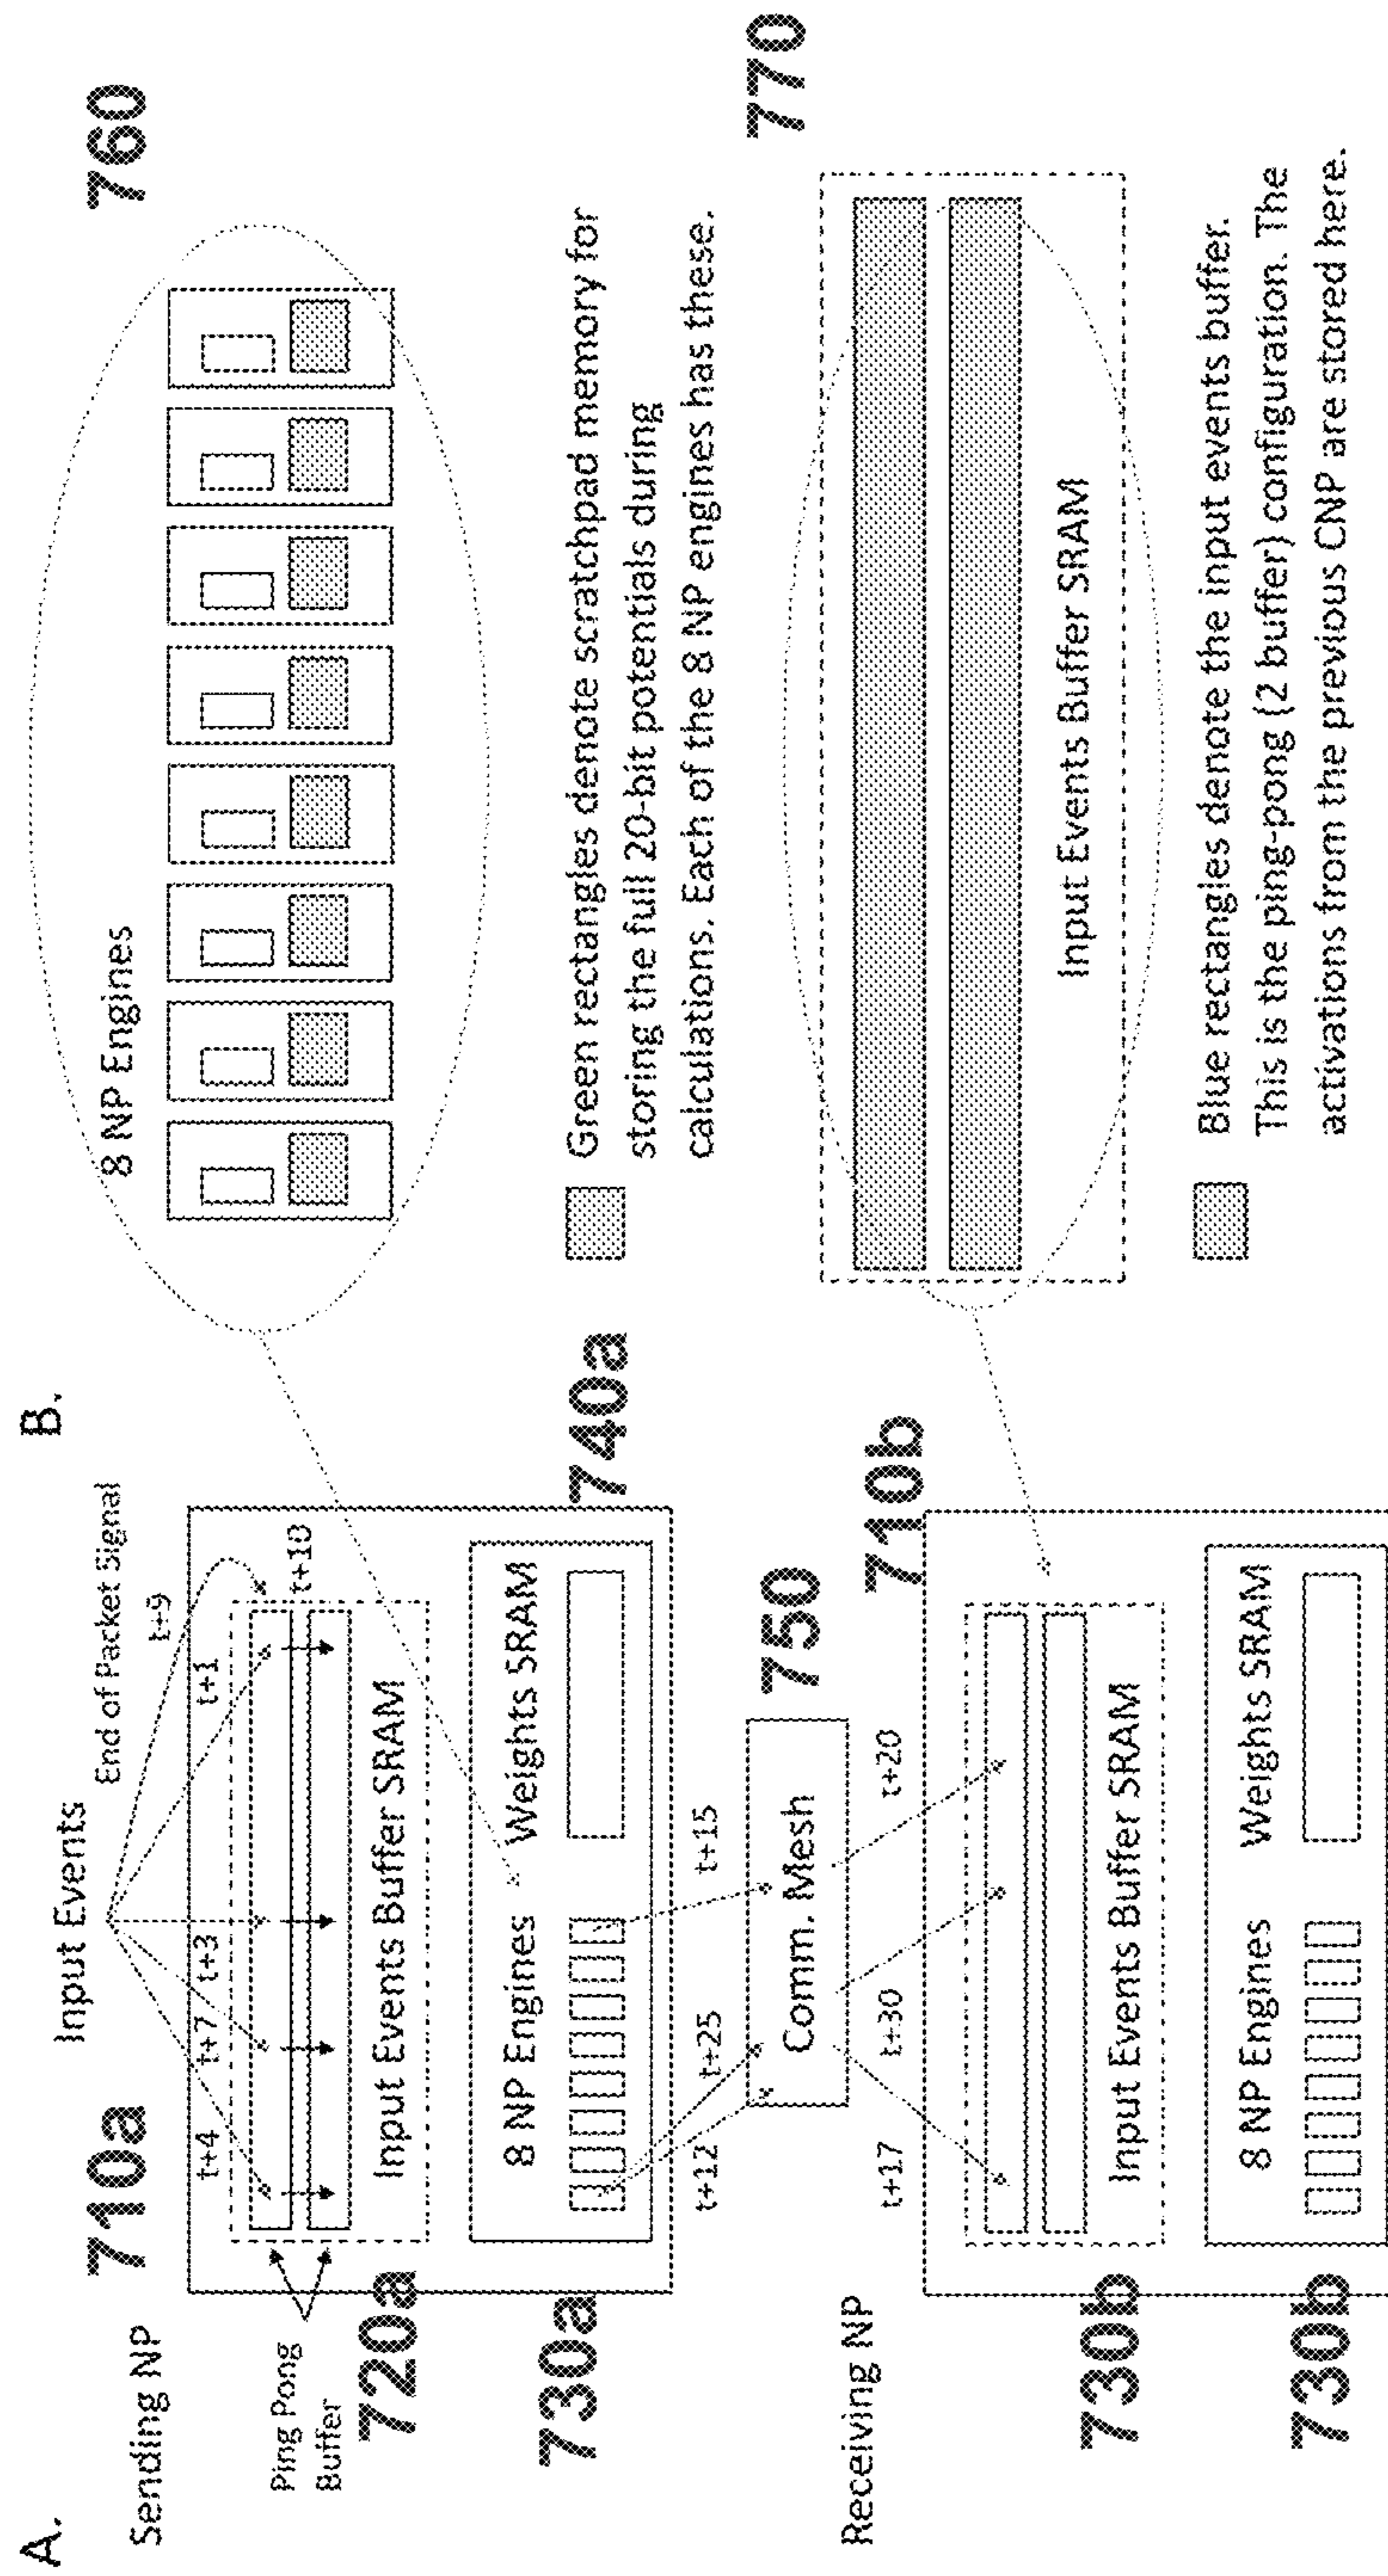 A.
Sending NP
710a
Input Events
End of Packet Signal
t+9
t+4
t+7
t+3
t+1
t+10
Ping Pong
Buffer
720a
Input Events Buffer SRAM
730a
8 NP Engines
Weights SRAM
740a
t+12
t+25
t+15
Comm. Mesh
750
Receiving NP
710b
t+17
t+30
t+20
Input Events Buffer SRAM
730b
8 NP Engines
Weights SRAM
730b
B.
8 NP Engines
760
Green rectangles denote scratchpad memory for
storing the full 20-bit potentials during
calculations. Each of the 8 NP engines has these.
770
Input Events Buffer SRAM
Blue rectangles denote the input events buffer.
This is the ping-pong (2 buffer) configuration. The
activations from the previous CNP are stored here.